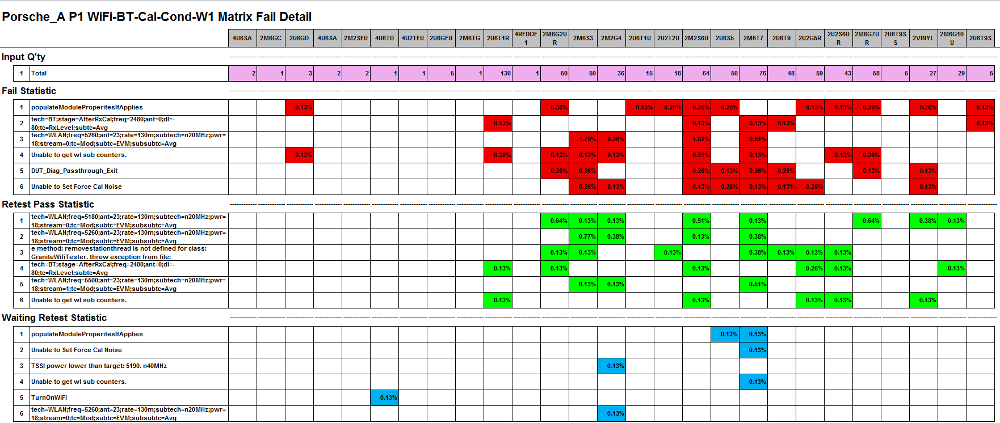 Porsche_A P1 WiFi-BT-Cal-Cond-W1 Matrix Fail Detail
4U6SA 2M6GC 2U6GD 4U6SA 2M2SEU 4U6TD 4U2TEU 2U6GFU 2M6TG 2U6T1R 4RFDOE1 2M6G2UR 2M6S3 2M2G4 2U6T1U 2U2T2U 2M2S6U 2U6S5 2M6T7 2U6T9 2U2G5R 2U2S6UR 2M6G7UR 2U6T9SS 2VINYL 2M6G10U 2U6T9S
Input Q'ty
1 Total 2 1 3 2 2 1 1 5 1 130 1 50 50 36 15 18 64 50 76 48 59 43 58 5 27 29 5
Fail Statistic
1 populateModuleProperitesIfApplies 0.13% 0.38% 0.13% 0.26% 0.26% 0.26% 0.13% 0.13% 0.26% 0.26% 0.13%
tech=BT;stage=AfterRxCal;freq=2480;ant=0;dl=-
2 80;tc=RxLevel;subtc=Avg 0.13% 0.13% 0.13% 0.13% 0.13%
tech=WLAN;freq=5260;ant=23;rate=130m;subtech=n20MHz;pwr=
3 18;stream=0;tc=Mod;subtc=EVM;subsubtc=Avg 1.79% 0.26% 1.92% 0.51%
4 Unable to get wl sub counters. 0.13% 0.38% 0.13% 0.13% 0.13% 0.51% 0.13% 0.13% 0.26%
5 DUT_Diag_Passthrough_Exit 0.26% 0.26% 0.26% 0.13% 0.26% 0.26% 0.13% 0.13%
6 Unable to Set Force Cal Noise 0.26% 0.13% 0.13% 0.26% 0.13% 0.13% 0.26% 0.13%
Retest Pass Statistic
tech=WLAN;freq=5180;ant=23;rate=130m;subtech=n20MHz;pwr=
1 18;stream=0;tc=Mod;subtc=EVM;subsubtc=Avg 0.64% 0.13% 0.13% 0.51% 0.13% 0.64% 0.38% 0.13%
tech=WLAN;freq=5260;ant=23;rate=130m;subtech=n20MHz;pwr=
2 18;stream=0;tc=Mod;subtc=EVM;subsubtc=Avg 0.77% 0.38% 0.13% 0.38%
e method: removestationthread is not defined for class:
3 GraniteWifiTester. threw exception from file: 0.13% 0.13% 0.13% 0.38% 0.13% 0.13% 0.13%
tech=BT;stage=AfterRxCal;freq=2480;ant=0;dl=-
4 80;tc=RxLevel;subtc=Avg 0.13% 0.13% 0.13% 0.26% 0.13% 0.13%
tech=WLAN;freq=5500;ant=23;rate=130m;subtech=n20MHz;pwr=
5 18;stream=1;tc=Mod;subtc=EVM;subsubtc=Avg 0.13% 0.13% 0.51%
6 Unable to get wl sub counters. 0.13% 0.13% 0.13% 0.13% 0.13%
Waiting Retest Statistic
1 populateModuleProperitesIfApplies 0.13% 0.13%
2 Unable to Set Force Cal Noise 0.13%
3 TSSI power lower than target: 5190. n40MHz 0.13%
4 Unable to get wl sub counters. 0.13%
5 TurnOnWiFi 0.13%
tech=WLAN;freq=5260;ant=23;rate=130m;subtech=n20MHz;pwr=
6 18;stream=0;tc=Mod;subtc=EVM;subsubtc=Avg 0.13%